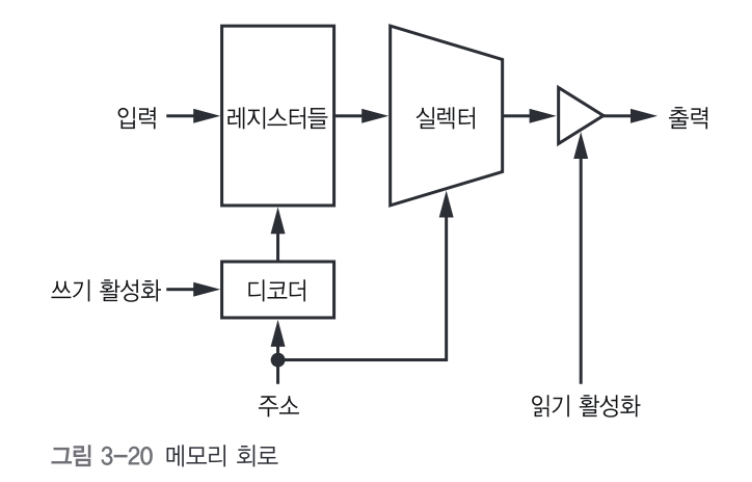 입력
레지스터들
실렉터
출력
쓰기 활성화
디코더
주소
읽기 활성화
그림 3-20 메모리 회로